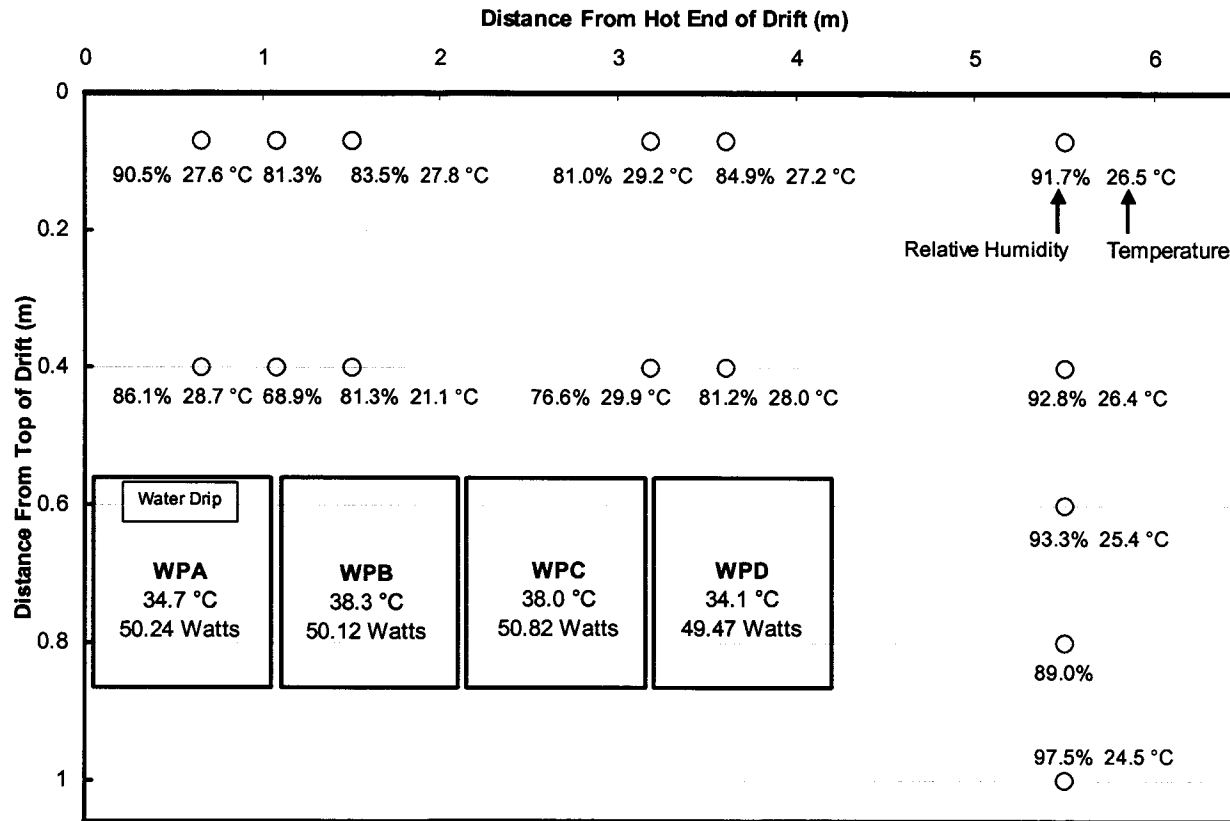 Distance From Hot End of Drift (m)
0 1 2 3 4 5 6
Distance From Top of Drift (m)
0
90.5% 27.6 °C 81.3% 83.5% 27.8 °C 81.0% 29.2 °C 84.9% 27.2 °C 91.7% 26.5 °C
0.2
Relative Humidity Temperature
0.4
86.1% 28.7 °C 68.9% 81.3% 21.1 °C 76.6% 29.9 °C 81.2% 28.0 °C 92.8% 26.4 °C
Water Drip
0.6
93.3% 25.4 °C
WPA WPB WPC WPD
34.7 °C 38.3 °C 38.0 °C 34.1 °C
50.24 Watts 50.12 Watts 50.82 Watts 49.47 Watts
0.8
89.0%
97.5% 24.5 °C
1